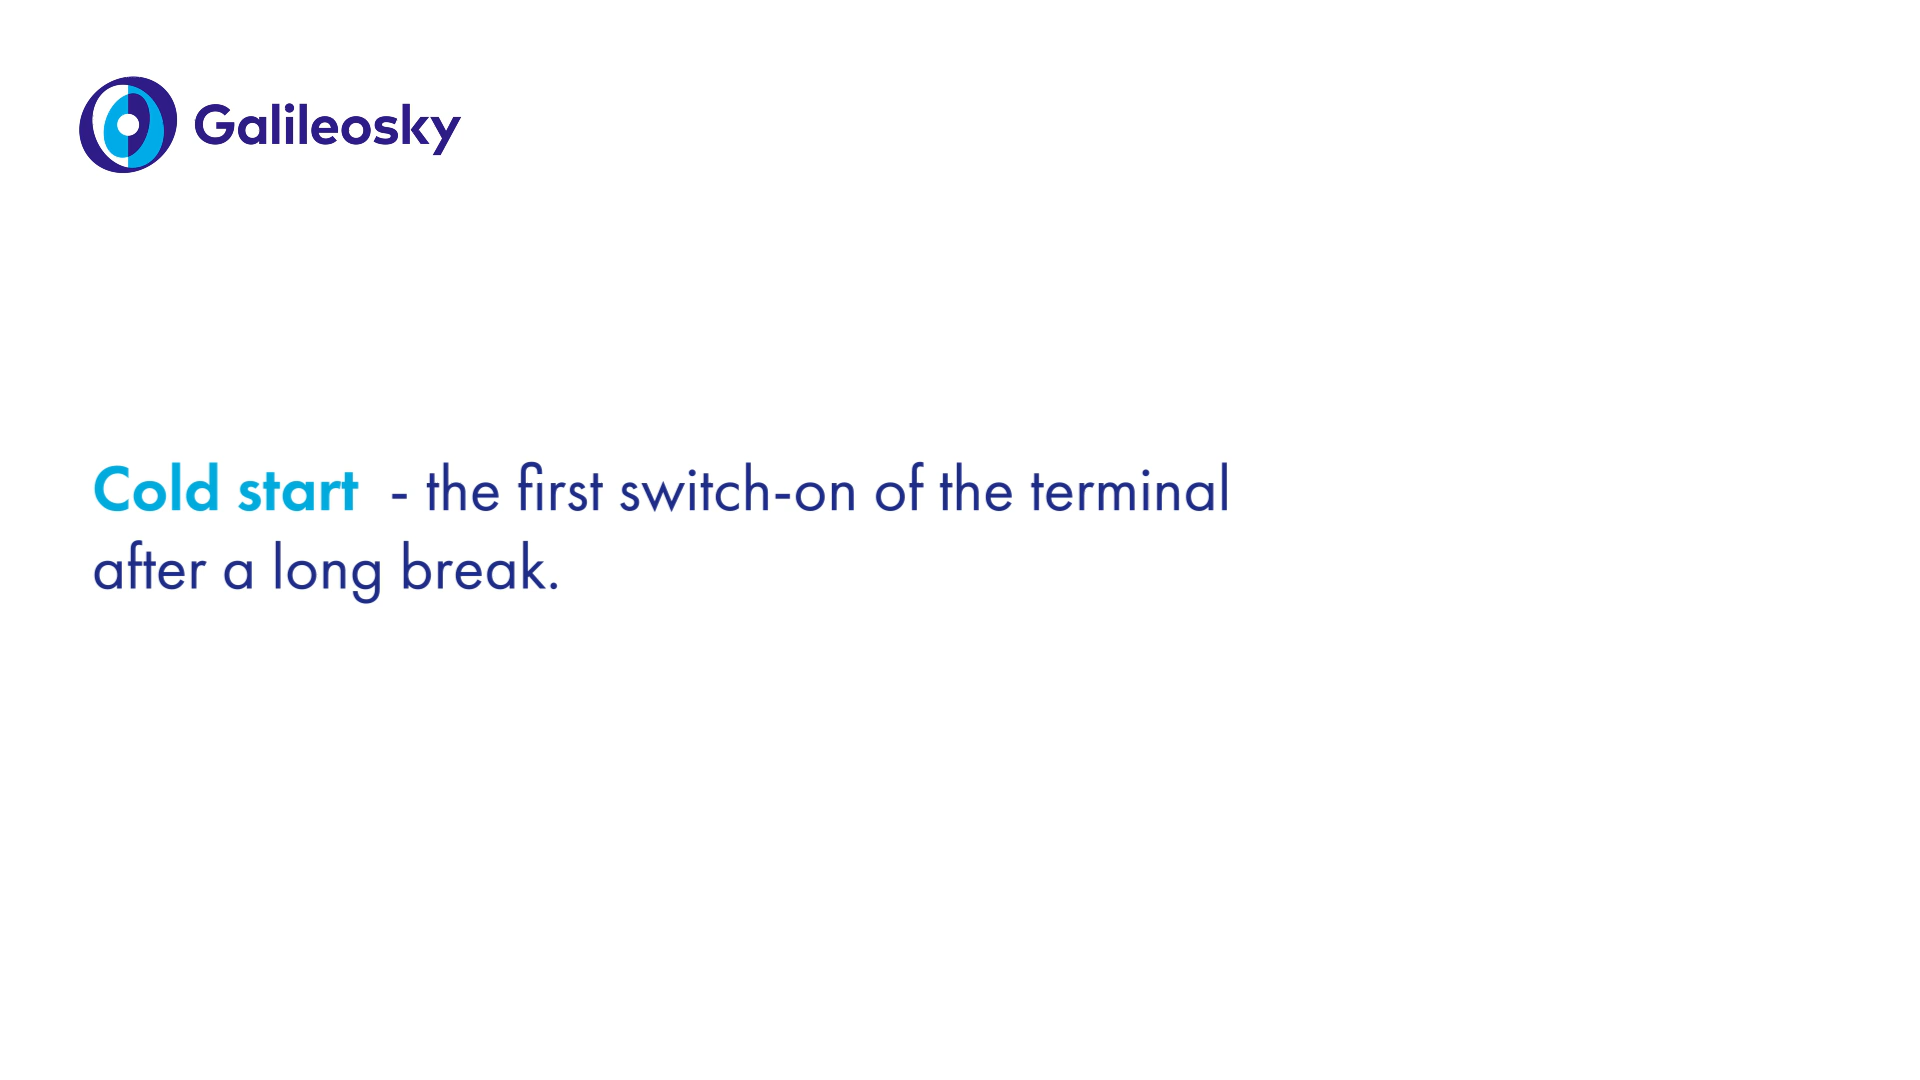 Galileosky
Cold start - the first switch-on of the terminal
after a long break.